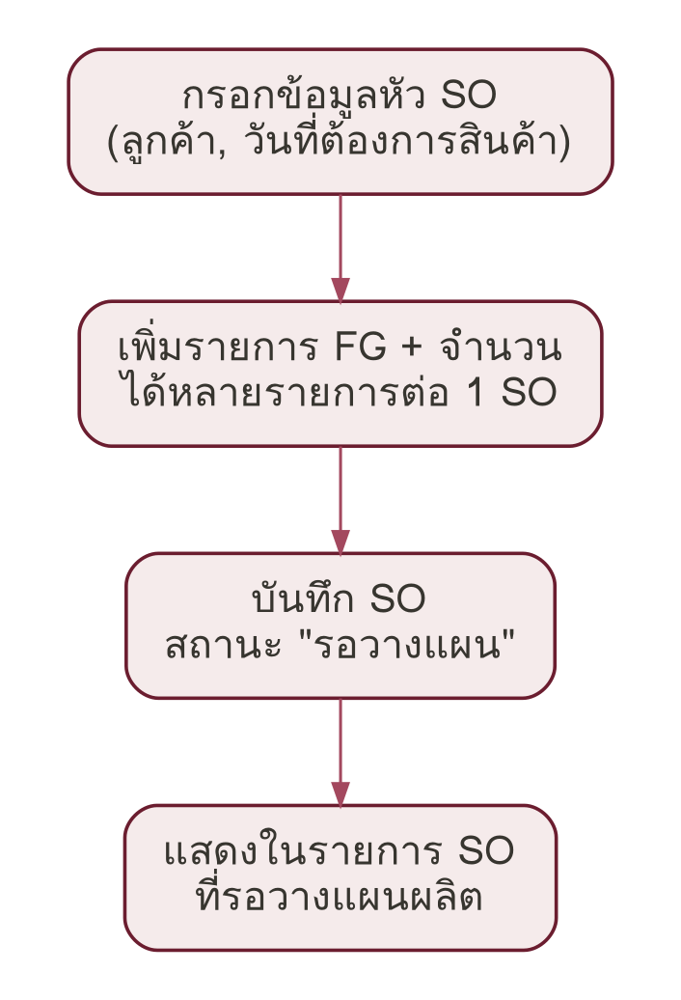 กรอกข้อมูลหัว SO
(ลูกค้า, วันที่ต้องการสินค้า)
เพิ่มรายการ FG + จำนวน
ได้หลายรายการต่อ 1 SO
บันทึก SO
สถานะ "รอวางแผน"
แสดงในรายการ SO
ที่รอวางแผนผลิต